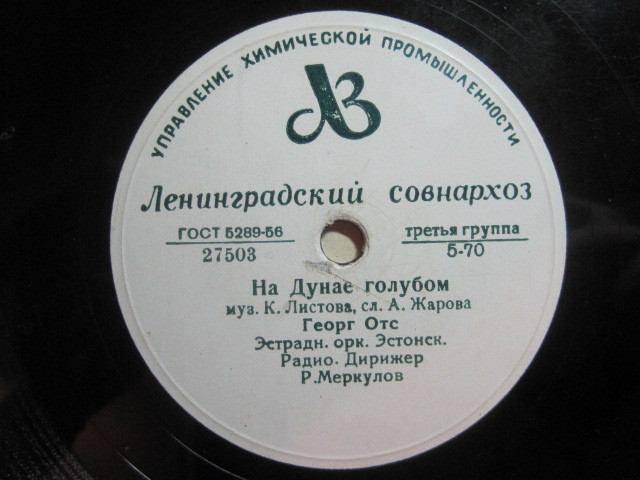 УПРАВЛЕНИЕ ХИМИЧЕСКОЙ ПРОМЫШЛЕННОСТИ
ЛЗ
Ленинградский совнархоз
ГОСТ 5289-56 третья группа
27503 5-70
На Дунае голубом
муз. К. Листова, сл. А. Жарова
Георг Отс
Эстрадн. орк. Эстонск.
Радио. Дирижер
Р.Меркулов